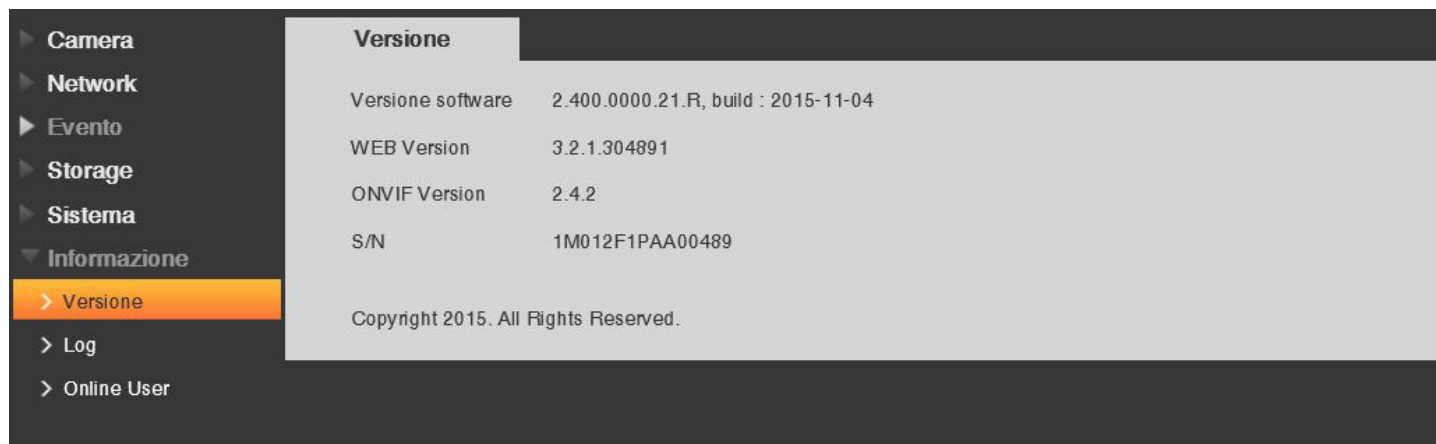 Camera
Network
Evento
Storage
Sistema
Informazione
Versione
Log
Online User
Versione
Versione software 2.400.0000.21.R, build : 2015-11-04
WEB Version 3.2.1.304891
ONVIF Version 2.4.2
S/N 1M012F1PAA00489
Copyright 2015. All Rights Reserved.